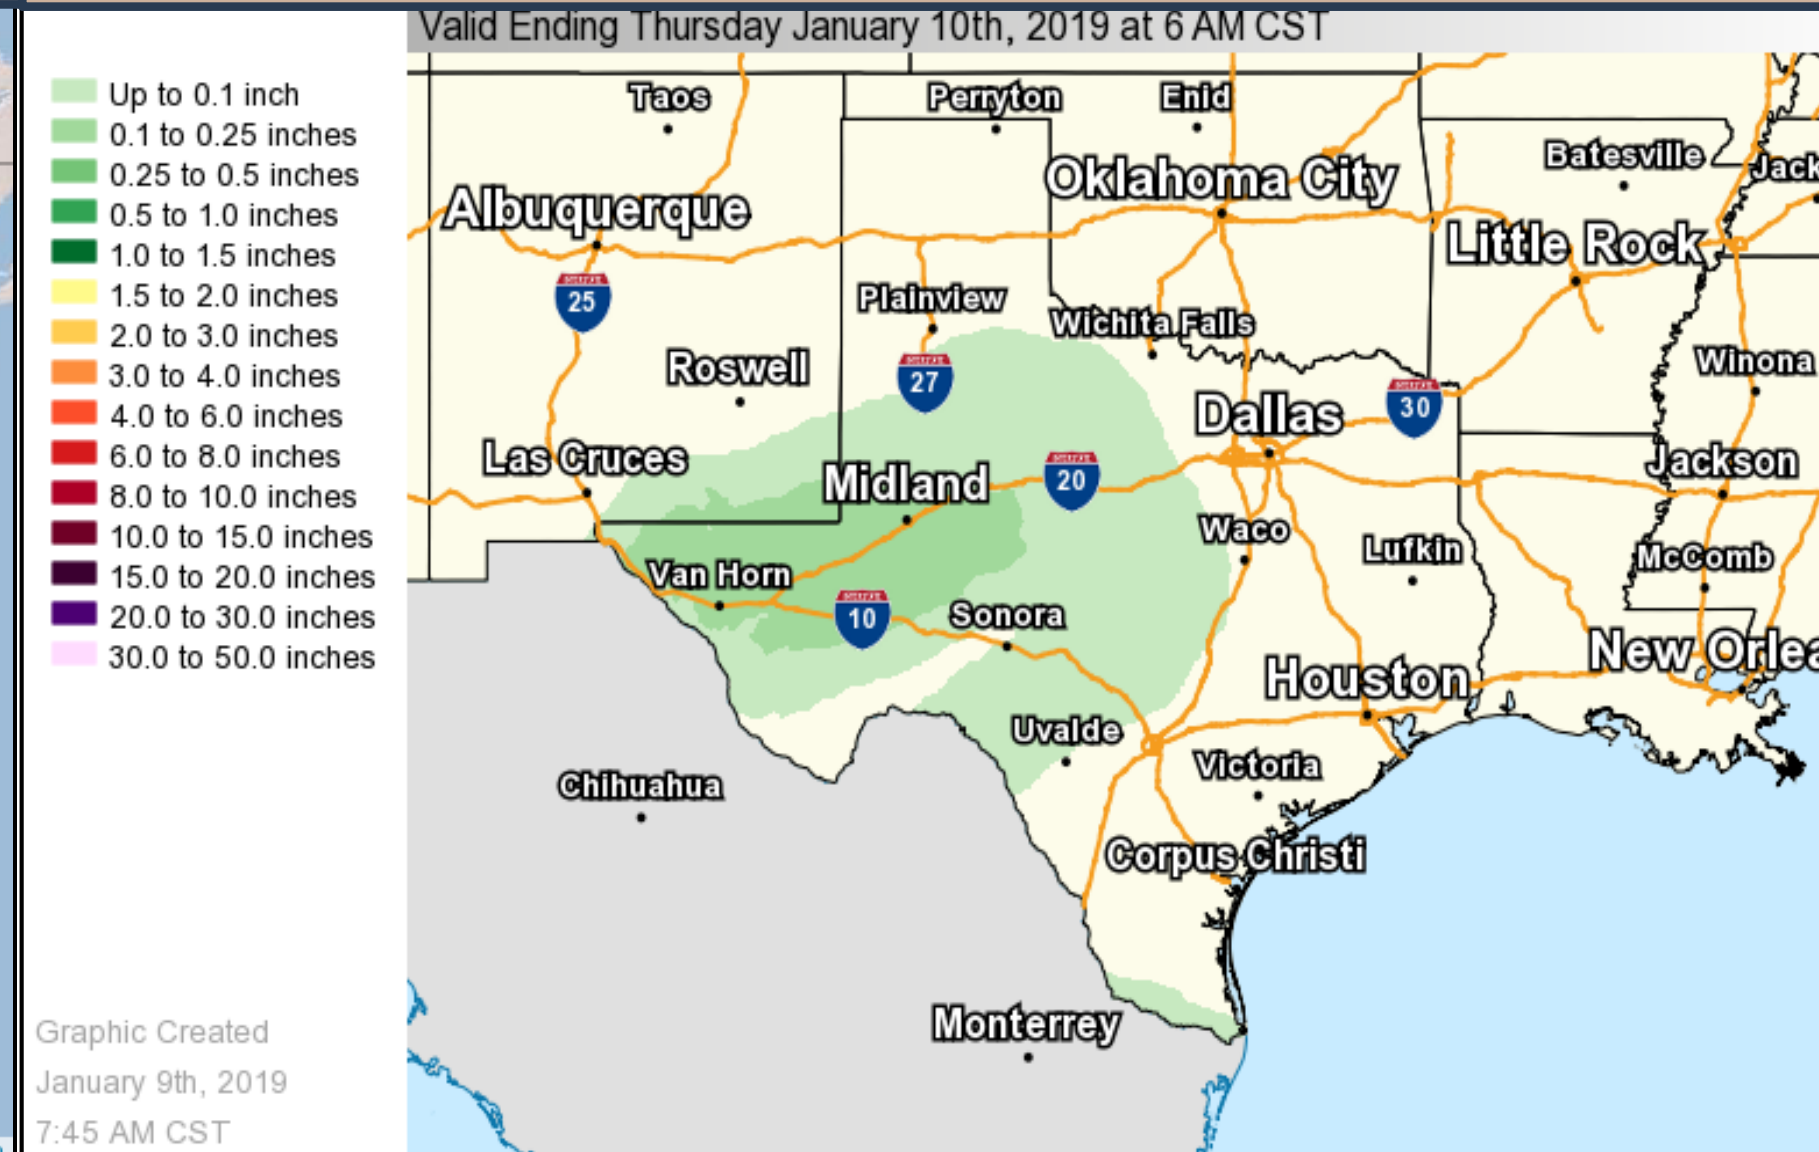 Valid Ending Thursday January 10th, 2019 at 6 AM CST
Up to 0.1 inch
0.1 to 0.25 inches
0.25 to 0.5 inches
0.5 to 1.0 inches
1.0 to 1.5 inches
1.5 to 2.0 inches
2.0 to 3.0 inches
3.0 to 4.0 inches
4.0 to 6.0 inches
6.0 to 8.0 inches
8.0 to 10.0 inches
10.0 to 15.0 inches
15.0 to 20.0 inches
20.0 to 30.0 inches
30.0 to 50.0 inches
Graphic Created
January 9th, 2019
7:45 AM CST
Taos
Perryton
Enid
Batesville
Jack
Oklahoma City
Albuquerque
Little Rock
25
Plainview
Wichita Falls
Roswell
27
Winona
30
Dallas
Las Cruces
Midland
20
Jackson
Waco
Lufkin
McComb
Van Horn
10
Sonora
New Orlea
Houston
Uvalde
Victoria
Chihuahua
Corpus Christi
Monterrey